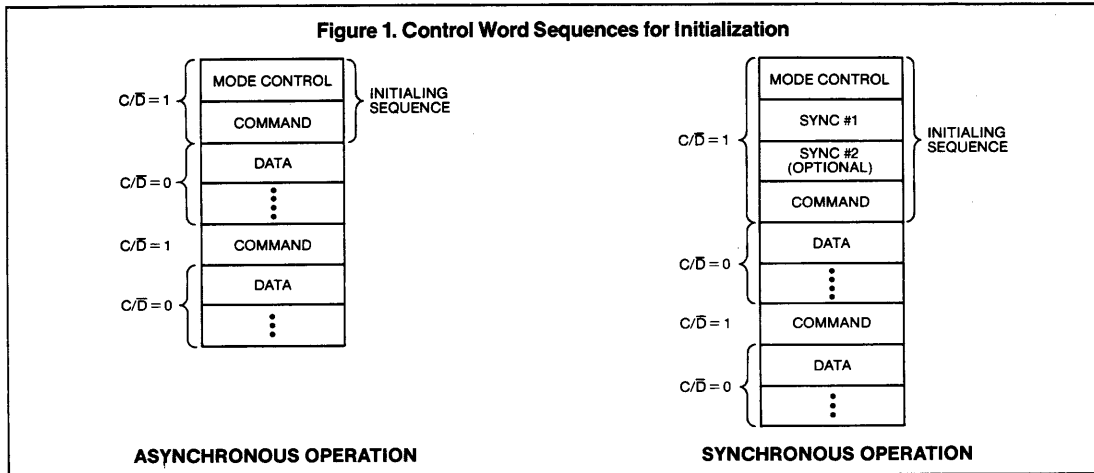 Figure 1. Control Word Sequences for Initialization
C/D̅ = 1
MODE CONTROL
COMMAND
INITIALING
SEQUENCE
C/D̅ = 0
DATA
C/D̅ = 1
COMMAND
C/D̅ = 0
DATA
ASYNCHRONOUS OPERATION
C/D̅ = 1
MODE CONTROL
SYNC #1
SYNC #2
(OPTIONAL)
COMMAND
INITIALING
SEQUENCE
C/D̅ = 0
DATA
C/D̅ = 1
COMMAND
C/D̅ = 0
DATA
SYNCHRONOUS OPERATION